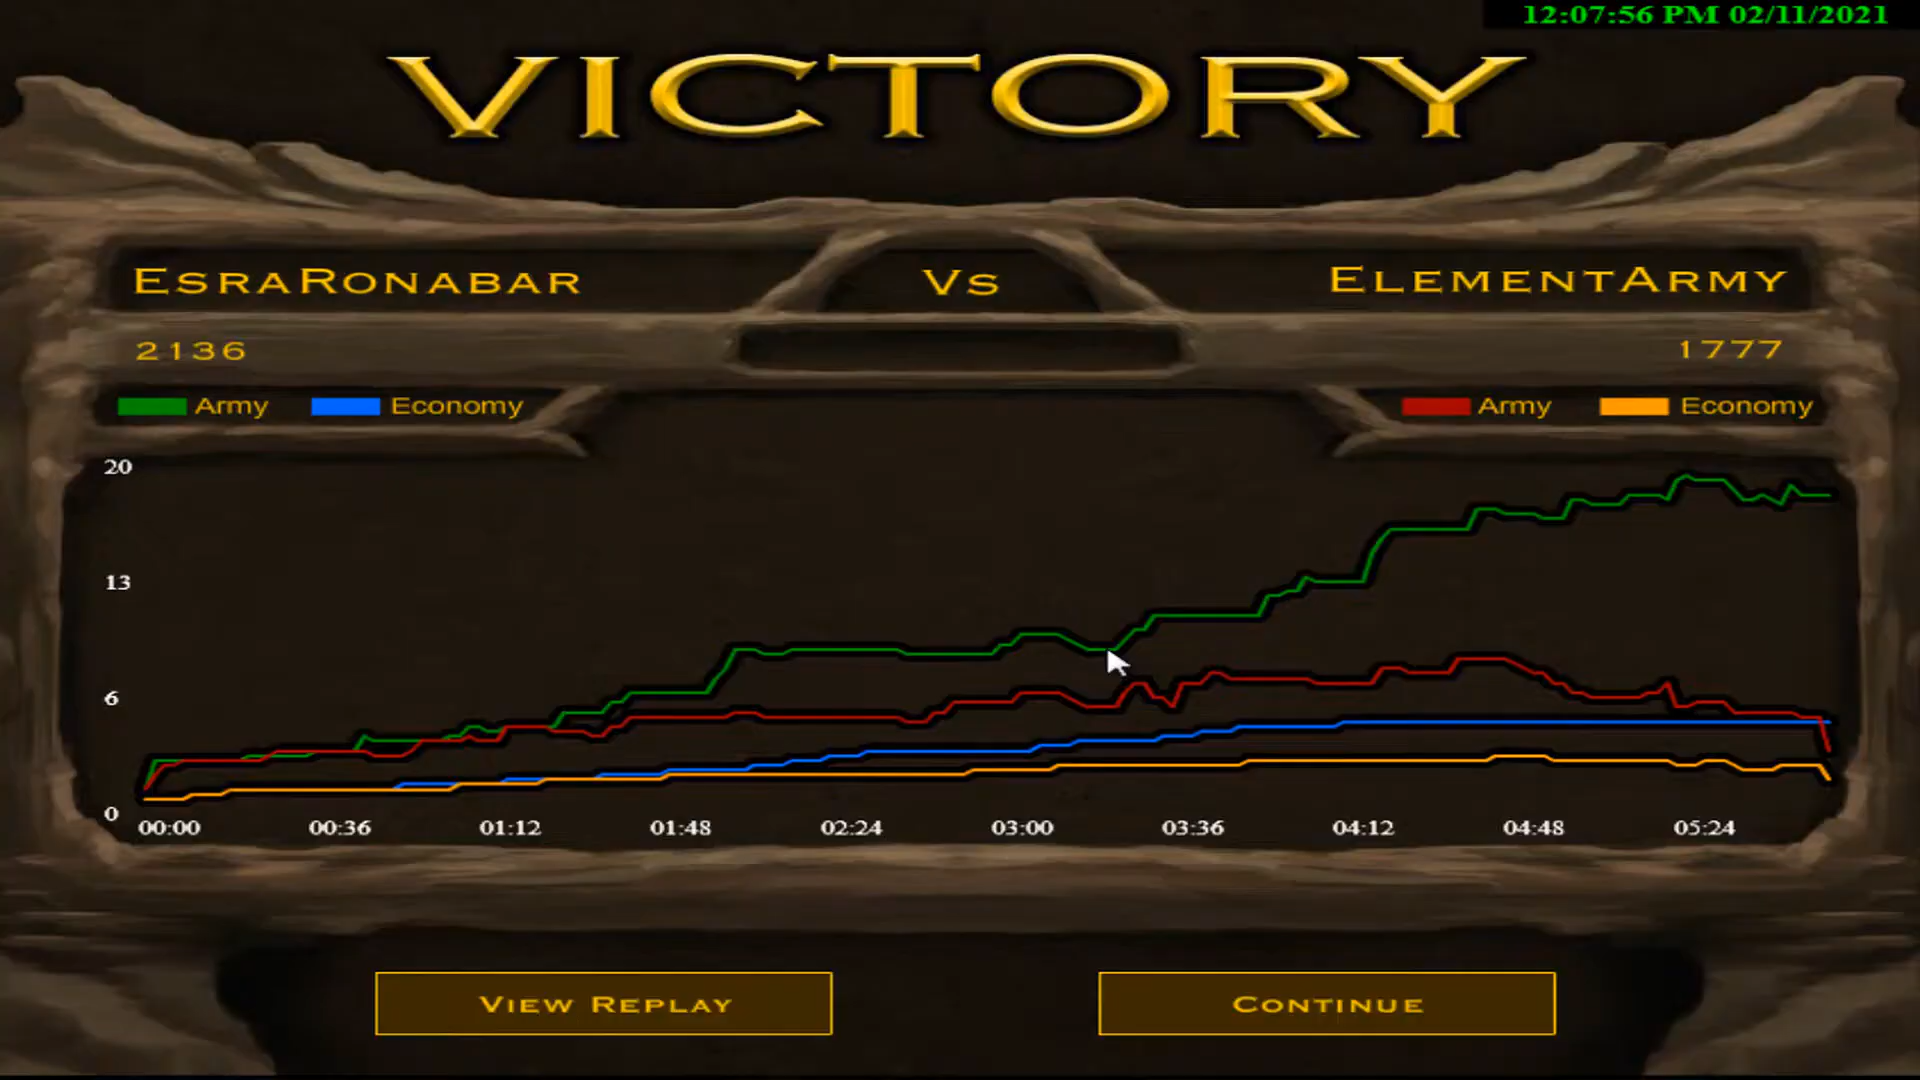 12:07:56 PM 02/11/2021
VICTORY
EsraRonabar Vs ElementArmy
2136 1777
Army Economy Army Economy
20
13
6
0
00:00 00:36 01:12 01:48 02:24 03:00 03:36 04:12 04:48 05:24
View Replay Continue